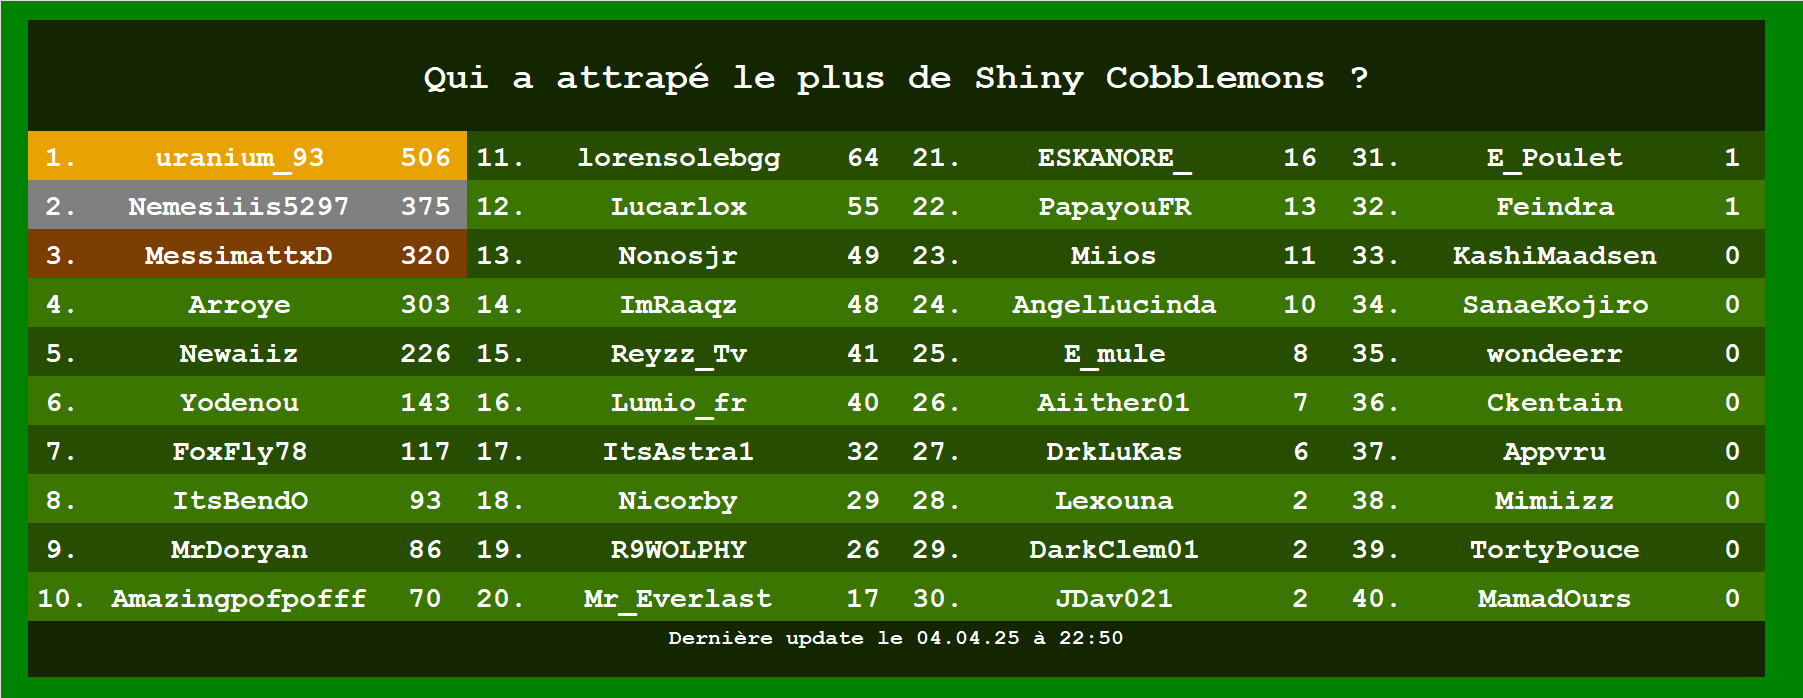 Qui a attrapé le plus de Shiny Cobblemons ?
1. uranium_93 506 11. lorensolebgg 64 21. ESKANORE_ 16 31. E_Poulet 1
2. Nemesiiis5297 375 12. Lucarlox 55 22. PapayouFR 13 32. Feindra 1
3. MessimattxD 320 13. Nonosjr 49 23. Miios 11 33. KashiMaadsen 0
4. Arroye 303 14. ImRaaqz 48 24. AngelLucinda 10 34. SanaeKojiro 0
5. Newaiiz 226 15. Reyzz_Tv 41 25. E_mule 8 35. wondeerr 0
6. Yodenou 143 16. Lumio_fr 40 26. Aiither01 7 36. Ckentain 0
7. FoxFly78 117 17. ItsAstra1 32 27. DrkLuKas 6 37. Appvru 0
8. ItsBendO 93 18. Nicorby 29 28. Lexouna 2 38. Mimiizz 0
9. MrDoryan 86 19. R9WOLPHY 26 29. DarkClem01 2 39. TortyPouce 0
10. Amazingpofpofff 70 20. Mr_Everlast 17 30. JDav021 2 40. MamadOurs 0
Dernière update le 04.04.25 à 22:50